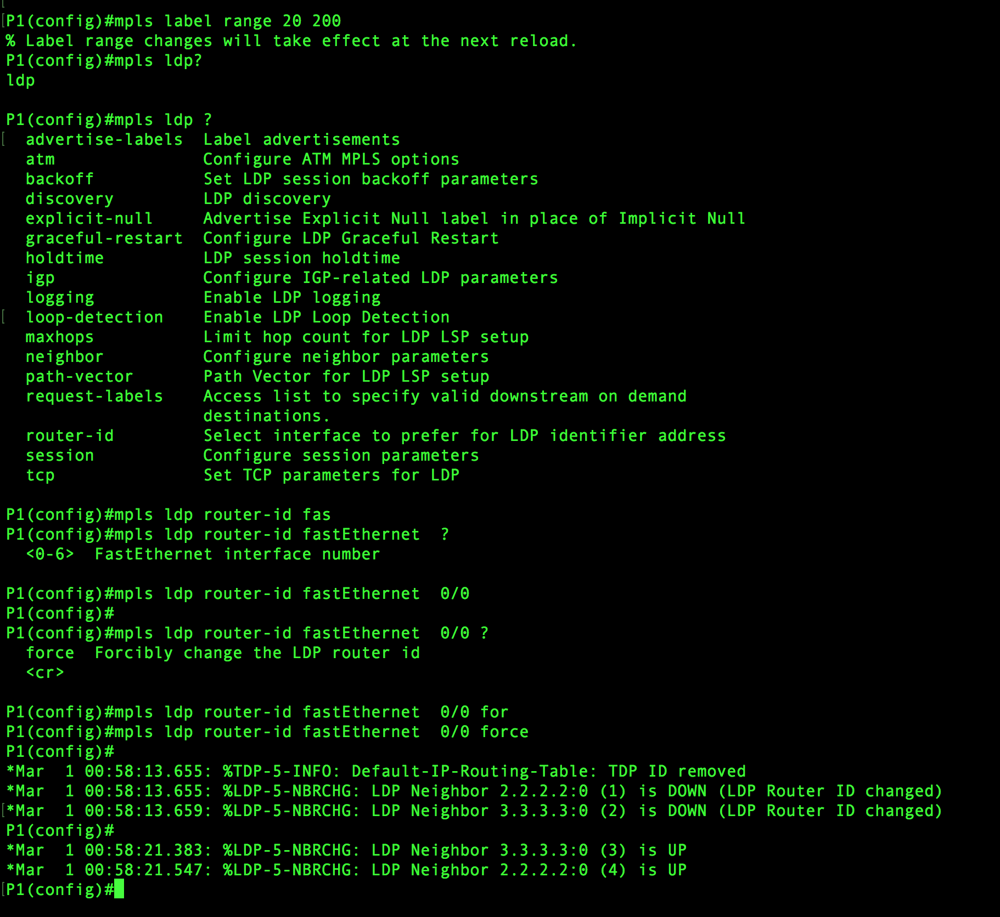 P1(config)#mpls label range 20 200
% Label range changes will take effect at the next reload.
P1(config)#mpls ldp?
ldp
P1(config)#mpls ldp ?
  advertise-labels  Label advertisements
  atm               Configure ATM MPLS options
  backoff           Set LDP session backoff parameters
  discovery         LDP discovery
  explicit-null     Advertise Explicit Null label in place of Implicit Null
  graceful-restart  Configure LDP Graceful Restart
  holdtime          LDP session holdtime
  igp               Configure IGP-related LDP parameters
  logging           Enable LDP logging
  loop-detection    Enable LDP Loop Detection
  maxhops           Limit hop count for LDP LSP setup
  neighbor          Configure neighbor parameters
  path-vector       Path Vector for LDP LSP setup
  request-labels    Access list to specify valid downstream on demand
                    destinations.
  router-id         Select interface to prefer for LDP identifier address
  session           Configure session parameters
  tcp               Set TCP parameters for LDP
P1(config)#mpls ldp router-id fas
P1(config)#mpls ldp router-id fastEthernet  ?
  <0-6>  FastEthernet interface number
P1(config)#mpls ldp router-id fastEthernet  0/0
P1(config)#
P1(config)#mpls ldp router-id fastEthernet  0/0 ?
  force  Forcibly change the LDP router id
  <cr>
P1(config)#mpls ldp router-id fastEthernet  0/0 for
P1(config)#mpls ldp router-id fastEthernet  0/0 force
P1(config)#
*Mar  1 00:58:13.655: %TDP-5-INFO: Default-IP-Routing-Table: TDP ID removed
*Mar  1 00:58:13.655: %LDP-5-NBRCHG: LDP Neighbor 2.2.2.2:0 (1) is DOWN (LDP Router ID changed)
*Mar  1 00:58:13.659: %LDP-5-NBRCHG: LDP Neighbor 3.3.3.3:0 (2) is DOWN (LDP Router ID changed)
P1(config)#
*Mar  1 00:58:21.383: %LDP-5-NBRCHG: LDP Neighbor 3.3.3.3:0 (3) is UP
*Mar  1 00:58:21.547: %LDP-5-NBRCHG: LDP Neighbor 2.2.2.2:0 (4) is UP
P1(config)#